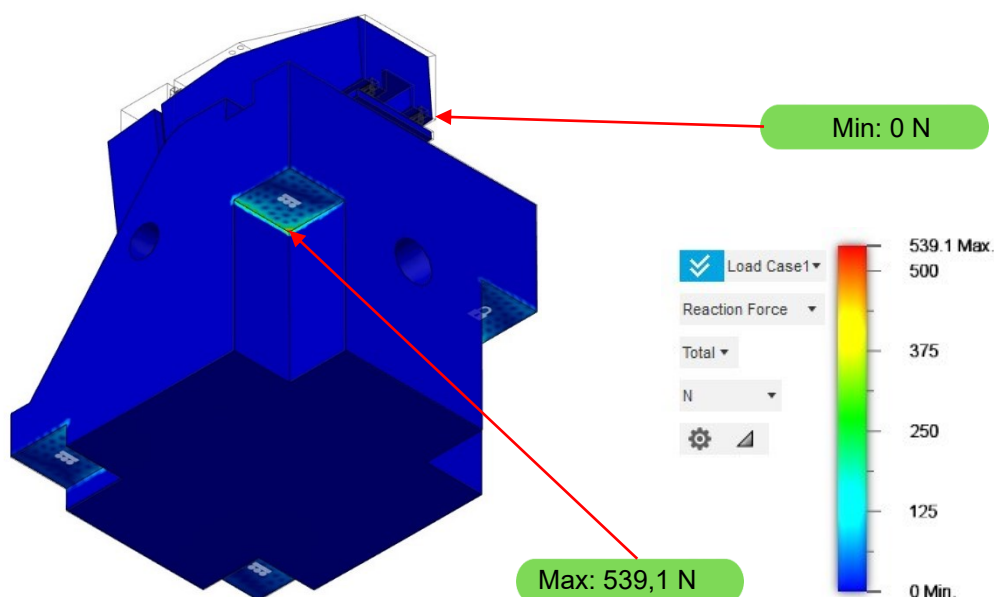 Min: 0 N
Load Case1
Reaction Force
Total
N
539.1 Max.
500
375
250
125
0 Min.
Max: 539,1 N